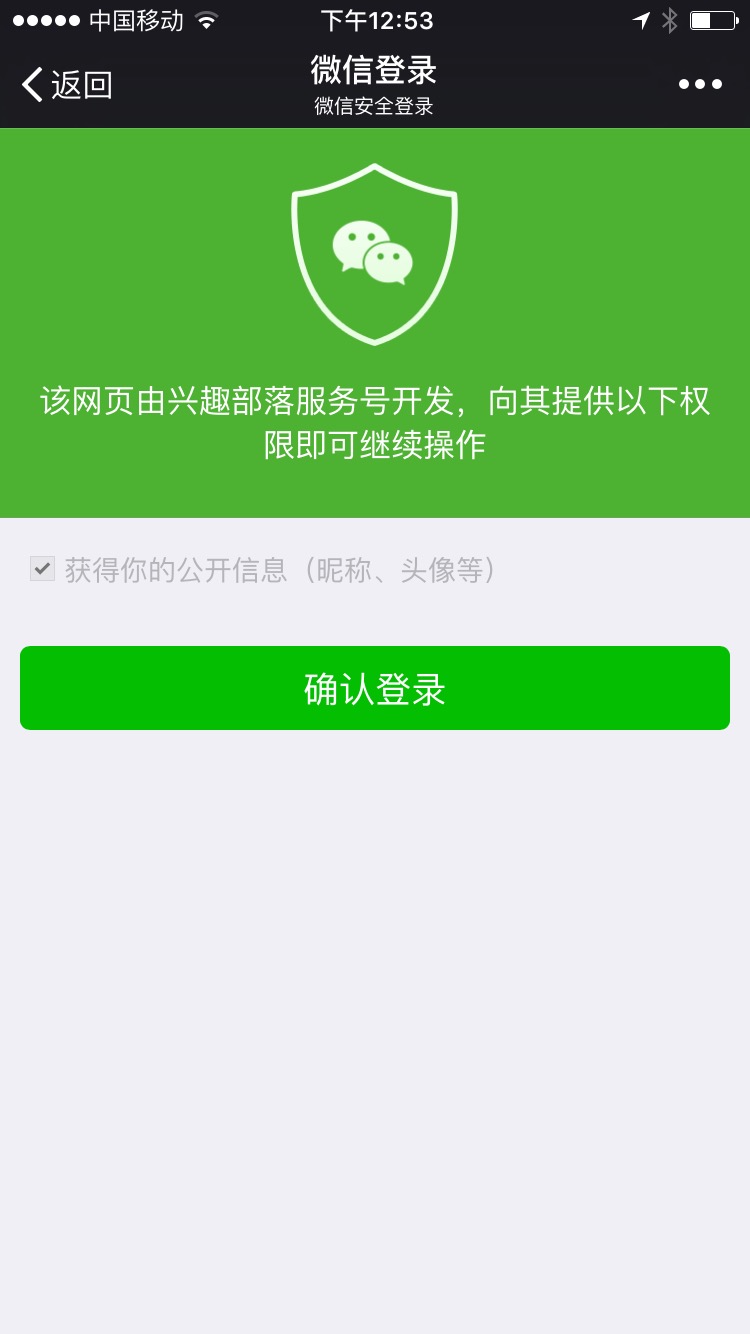 中国移动
下午12:53
返回
微信登录
微信安全登录
该网页由兴趣部落服务号开发，向其提供以下权
限即可继续操作
获得你的公开信息（昵称、头像等）
确认登录